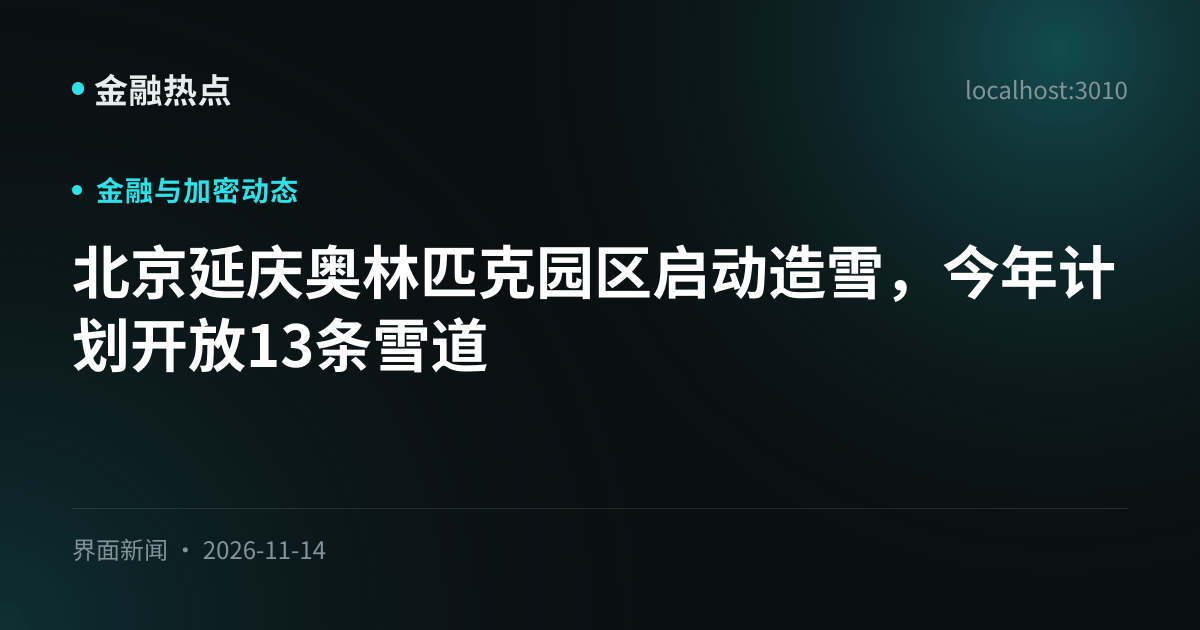 金融热点
localhost:3010
金融与加密动态
北京延庆奥林匹克园区启动造雪，今年计
划开放13条雪道
界面新闻 • 2026-11-14